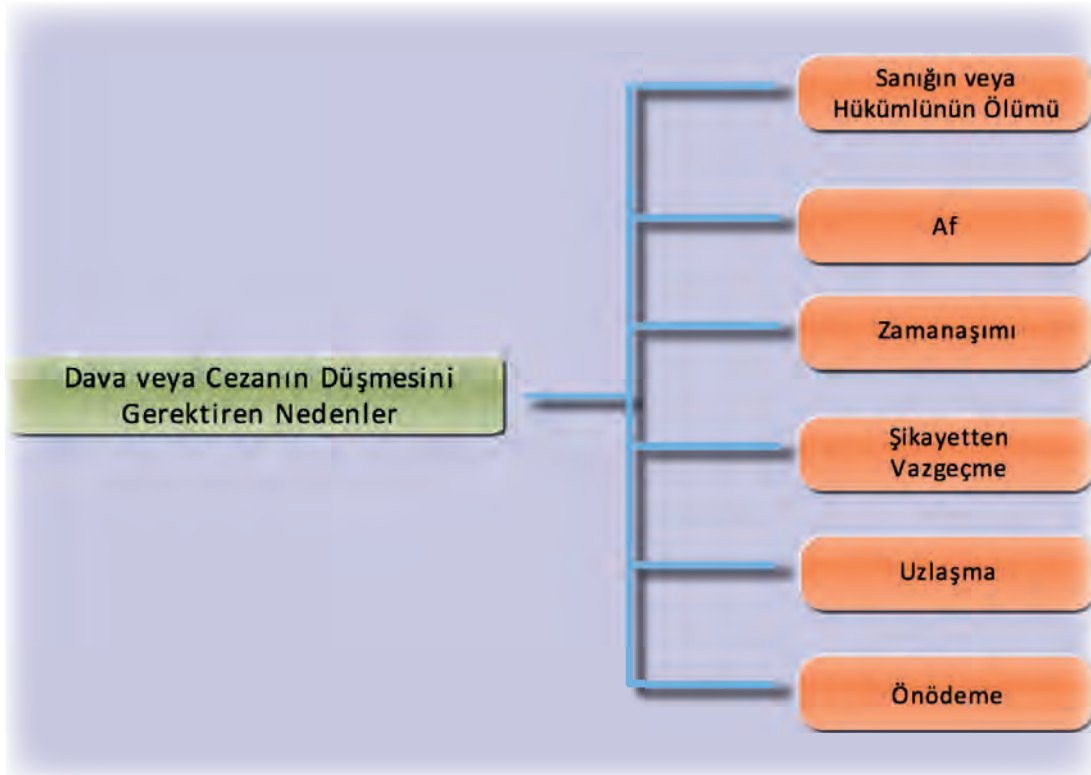 Dava veya Cezanın Düşmesini
Gerektiren Nedenler
Sanığın veya
Hükümlünün Ölümü
Af
Zamanaşımı
Şikayetten
Vazgeçme
Uzlaşma
Önödeme